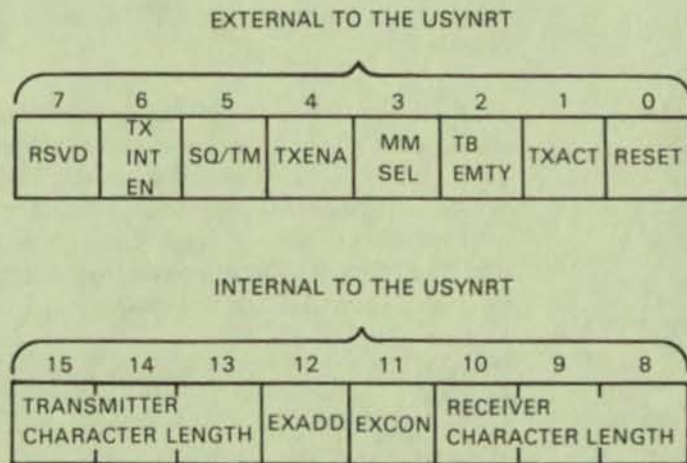 EXTERNAL TO THE USYNRT
7 6 5 4 3 2 1 0
RSVD TX INT EN SQ/TM TXENA MM SEL TB EMTY TXACT RESET
INTERNAL TO THE USYNRT
15 14 13 12 11 10 9 8
TRANSMITTER CHARACTER LENGTH EXADD EXCON RECEIVER CHARACTER LENGTH